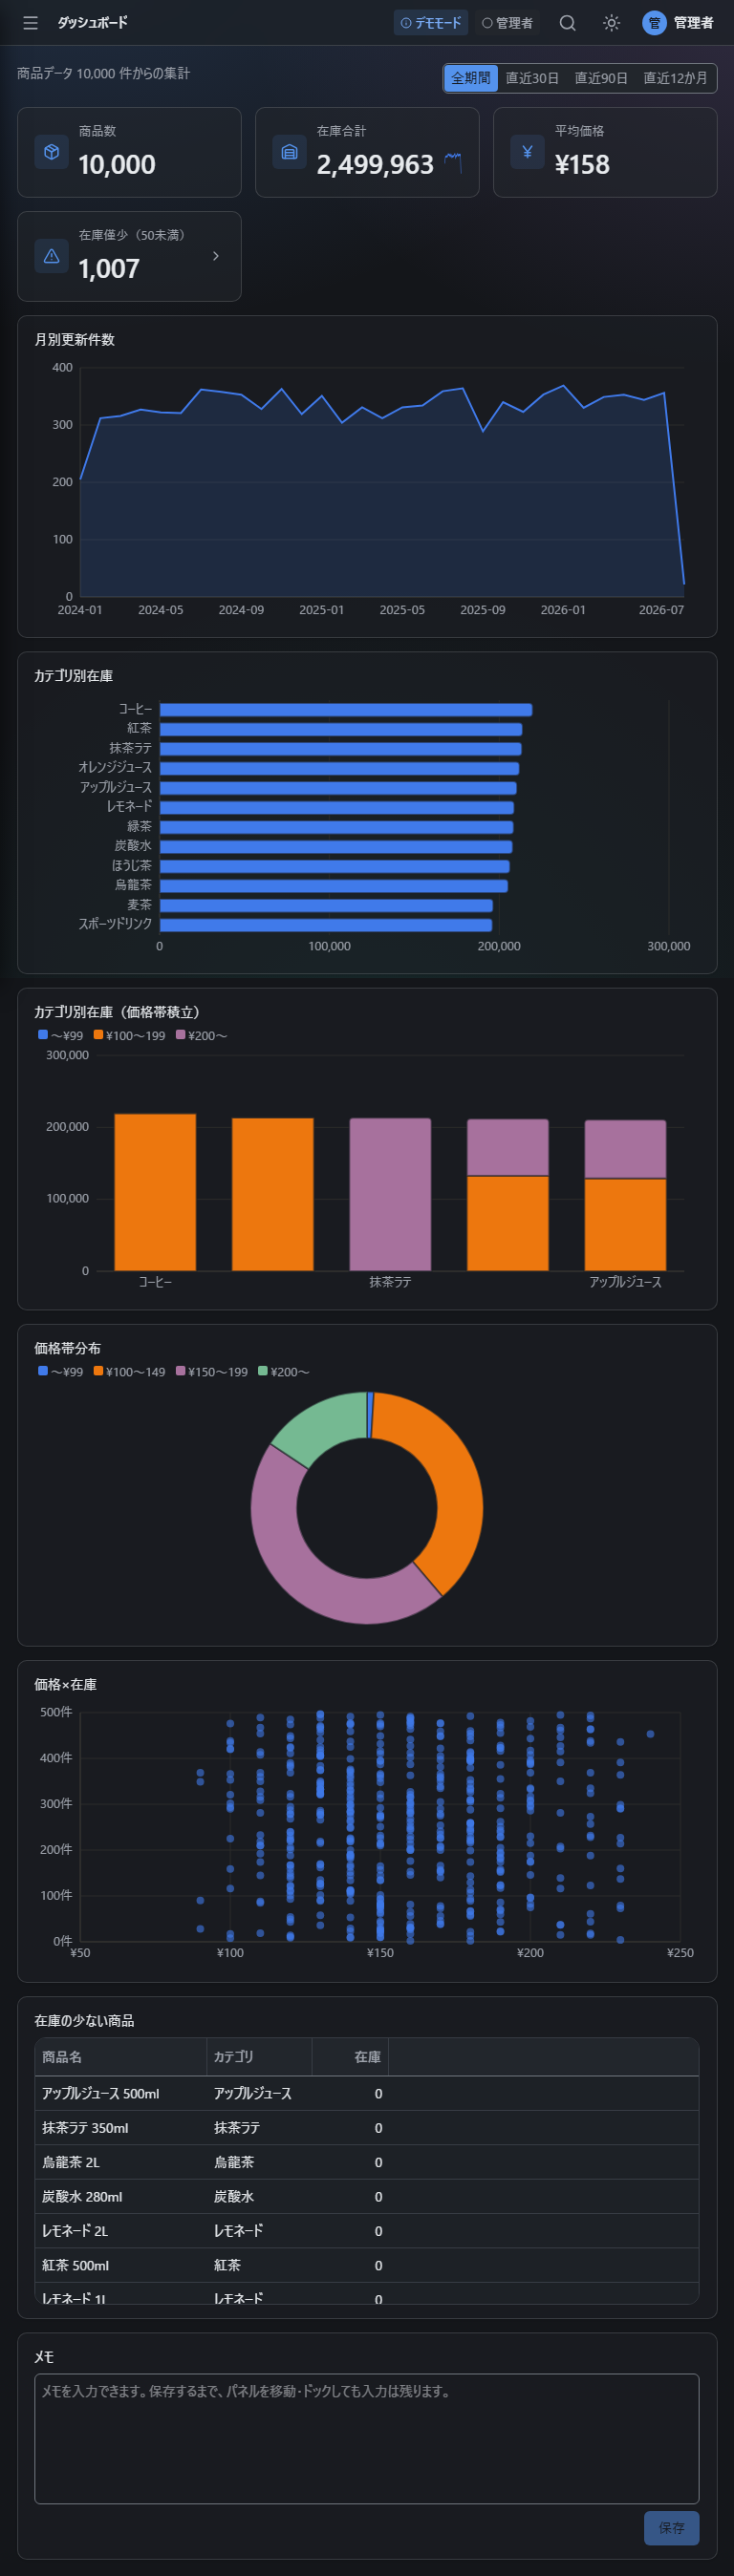 ダッシュボード
デモモード
管理者
管
管理者
商品データ 10,000 件からの集計
全期間 直近30日 直近90日 直近12か月
商品数
10,000
在庫合計
2,499,963
平均価格
¥158
在庫僅少（50未満）
1,007
月別更新件数
400
300
200
100
0
2024-01 2024-05 2024-09 2025-01 2025-05 2025-09 2026-01 2026-07
カテゴリ別在庫
コーヒー
紅茶
抹茶ラテ
オレンジジュース
アップルジュース
レモネード
緑茶
炭酸水
ほうじ茶
烏龍茶
麦茶
スポーツドリンク
0 100,000 200,000 300,000
カテゴリ別在庫（価格帯積立）
～¥99 ¥100～199 ¥200～
300,000
200,000
100,000
0
コーヒー 抹茶ラテ アップルジュース
価格帯分布
～¥99 ¥100～149 ¥150～199 ¥200～
価格×在庫
500件
400件
300件
200件
100件
0件
¥50 ¥100 ¥150 ¥200 ¥250
在庫の少ない商品
商品名 カテゴリ 在庫
アップルジュース 500ml アップルジュース 0
抹茶ラテ 350ml 抹茶ラテ 0
烏龍茶 2L 烏龍茶 0
炭酸水 280ml 炭酸水 0
レモネード 2L レモネード 0
紅茶 500ml 紅茶 0
レモネード 1L レモネード 0
メモ
メモを入力できます。保存するまで、パネルを移動・ドックしても入力は残ります。
保存